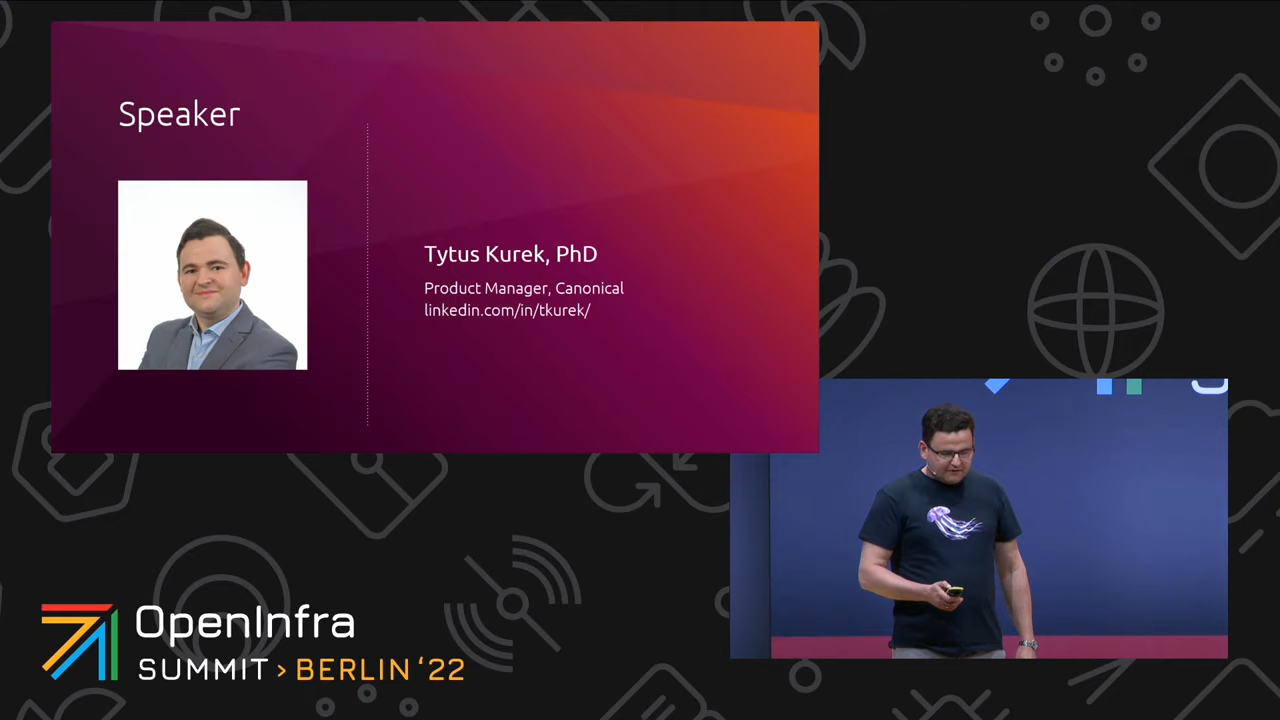 Speaker
Tytus Kurek, PhD
Product Manager, Canonical
linkedin.com/in/tkurek/
OpenInfra
SUMMIT > BERLIN ‘22